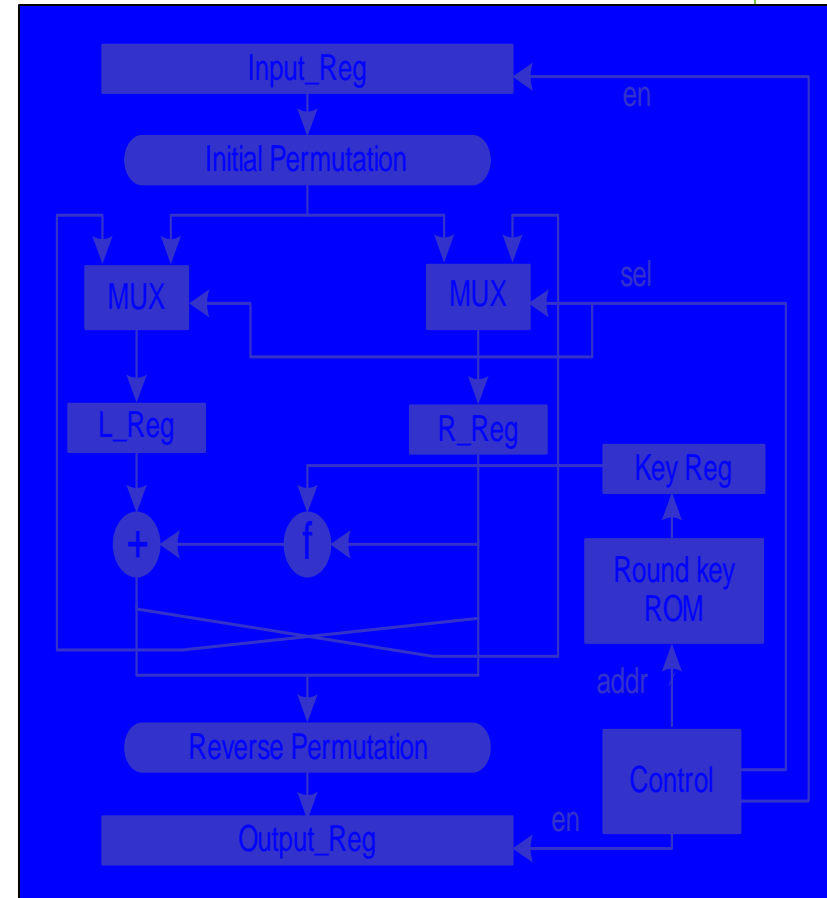 Input_Reg
en
Initial Permutation
sel
MUX
MUX
L_Reg
R_Reg
Key Reg
+
f
Round key
ROM
addr
Reverse Permutation
Control
en
Output_Reg